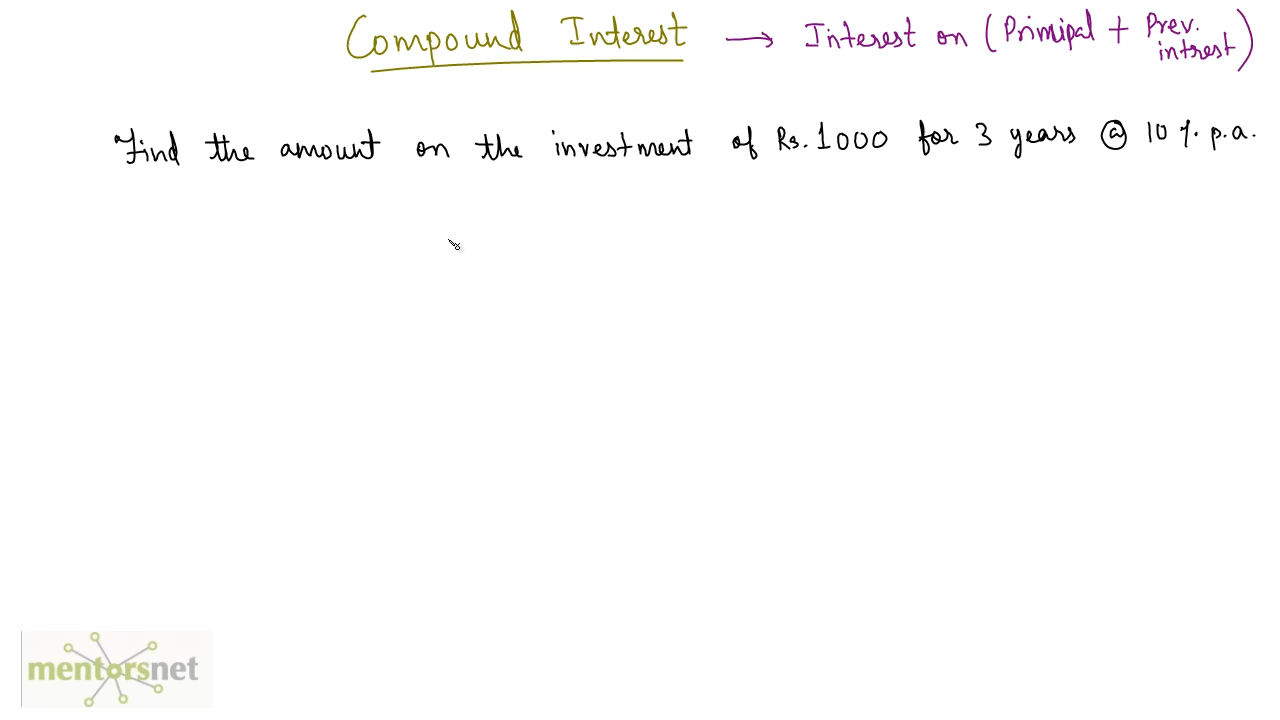 Compound Interest → Interest on (Principal + Prev. intrest)
Find the amount on the investment of Rs. 1000 for 3 years @ 10 %. p.a.
mentorsnet